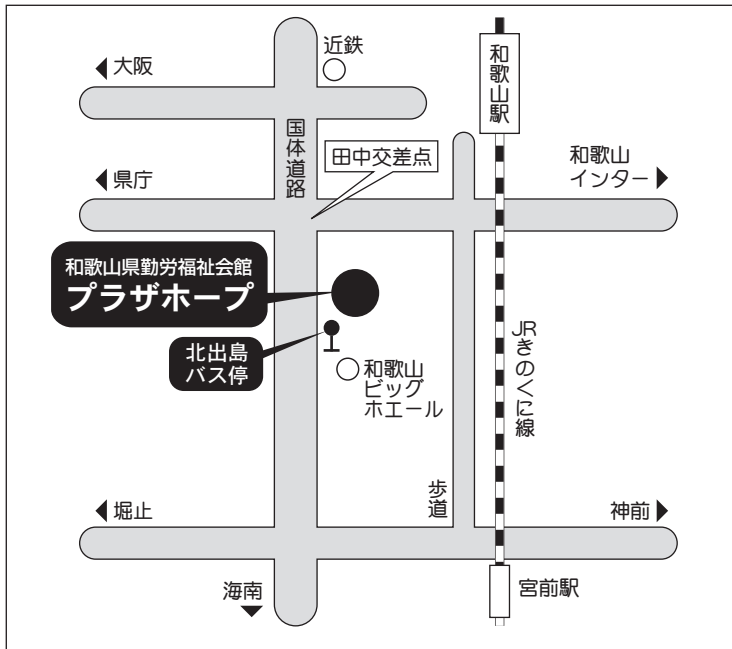 近鉄
大阪
和歌山駅
国体道路
田中交差点
県庁
和歌山
インター
和歌山県勤労福祉会館
プラザホープ
北出島
バス停
和歌山
ビッグ
ホエール
JRきのくに線
歩道
堀止
神前
海南
宮前駅